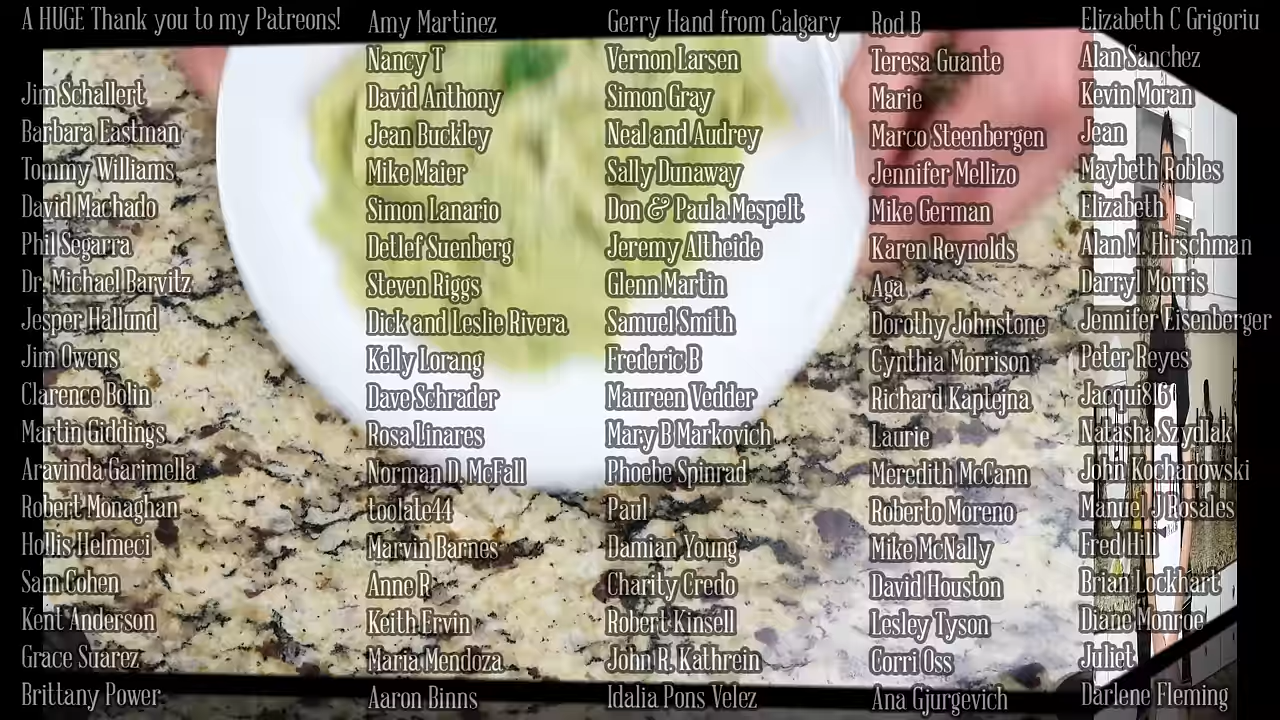 A HUGE Thank you to my Patreons!
Jim Schallert
Barbara Eastman
Tommy Williams
David Machado
Phil Segarra
Dr. Michael Barvitz
Jesper Hallund
Jim Owens
Clarence Bolin
Martin Giddings
Aravinda Garimella
Robert Monaghan
Hollis Helmeci
Sam Cohen
Kent Anderson
Grace Suarez
Brittany Power
Amy Martinez
Nancy T
David Anthony
Jean Buckley
Mike Maier
Simon Lanario
Detlef Suenberg
Steven Riggs
Dick and Leslie Rivera
Kelly Lorang
Dave Schrader
Rosa Linares
Norman D. McFall
toolate44
Marvin Barnes
Anne R
Keith Ervin
Maria Mendoza
Aaron Binns
Gerry Hand from Calgary
Vernon Larsen
Simon Gray
Neal and Audrey
Sally Dunaway
Don & Paula Mespelt
Jeremy Altheide
Glenn Martin
Samuel Smith
Frederic B
Maureen Vedder
Mary B Markovich
Phoebe Spinrad
Paul
Damian Young
Charity Credo
Robert Kinsell
John R. Kathrein
Idalia Pons Velez
Rod B
Teresa Guante
Marie
Marco Steenbergen
Jennifer Mellizo
Mike German
Karen Reynolds
Aga
Dorothy Johnstone
Cynthia Morrison
Richard Kaptejna
Laurie
Meredith McCann
Roberto Moreno
Mike McNally
David Houston
Lesley Tyson
Corri Oss
Ana Gjurgevich
Elizabeth C Grigoriu
Alan Sanchez
Kevin Moran
Jean
Maybeth Robles
Elizabeth
Alan M. Hirschman
Darryl Morris
Jennifer Eisenberger
Peter Reyes
Natasha Szydlak
John Kochanowski
Manuel J Rosales
Fred Hill
Brian Lockhart
Diane Monroe
Juliet
Darlene Fleming